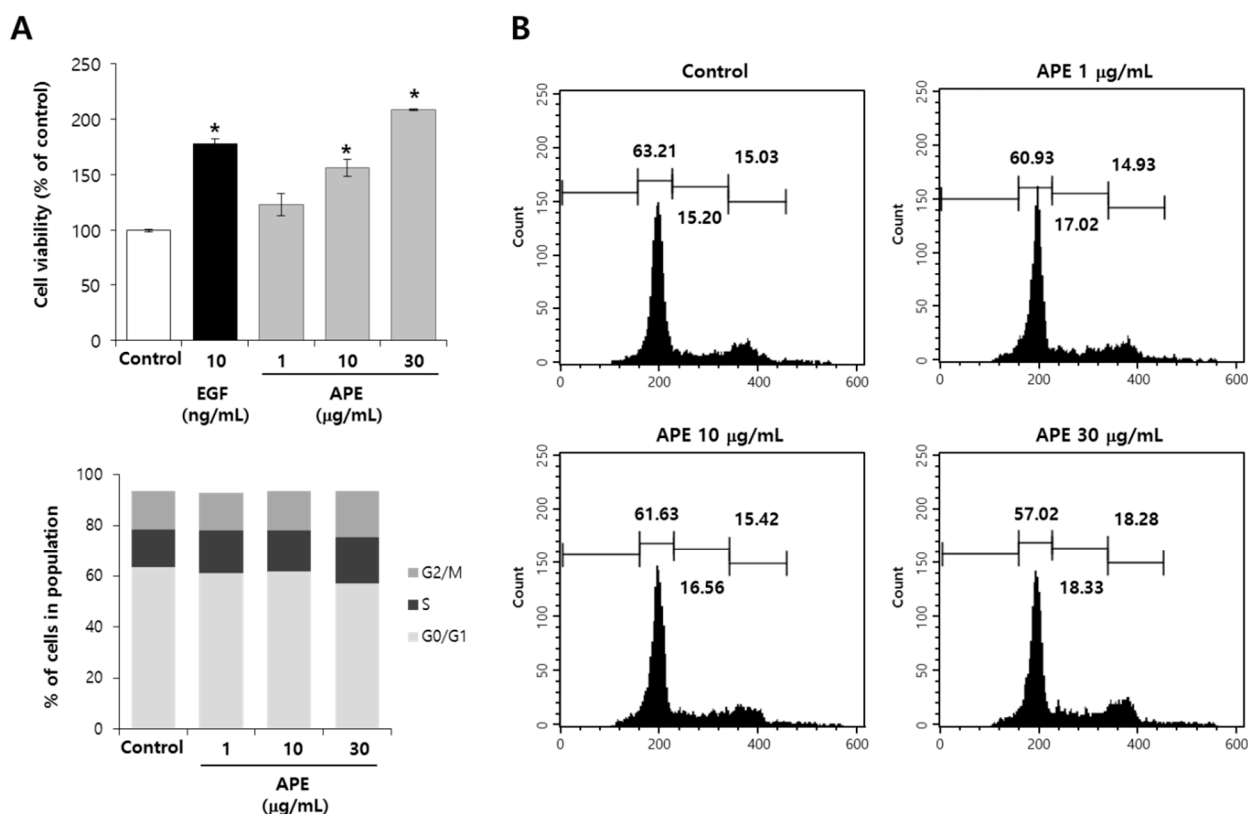 A
250
200
150
100
50
0
Cell viability (% of control)
*
*
*
Control 10 1 10 30
EGF APE
(ng/mL) (μg/mL)
100
80
60
40
20
0
% of cells in population
G2/M
S
G0/G1
Control 1 10 30
APE
(μg/mL)
B
Control
250
200
150
100
50
0
Count
63.21 15.03
15.20
0 200 400 600
APE 1 μg/mL
250
200
150
100
50
0
Count
60.93 14.93
17.02
0 200 400 600
APE 10 μg/mL
250
200
150
100
50
0
Count
61.63 15.42
16.56
0 200 400 600
APE 30 μg/mL
250
200
150
100
50
0
Count
57.02 18.28
18.33
0 200 400 600